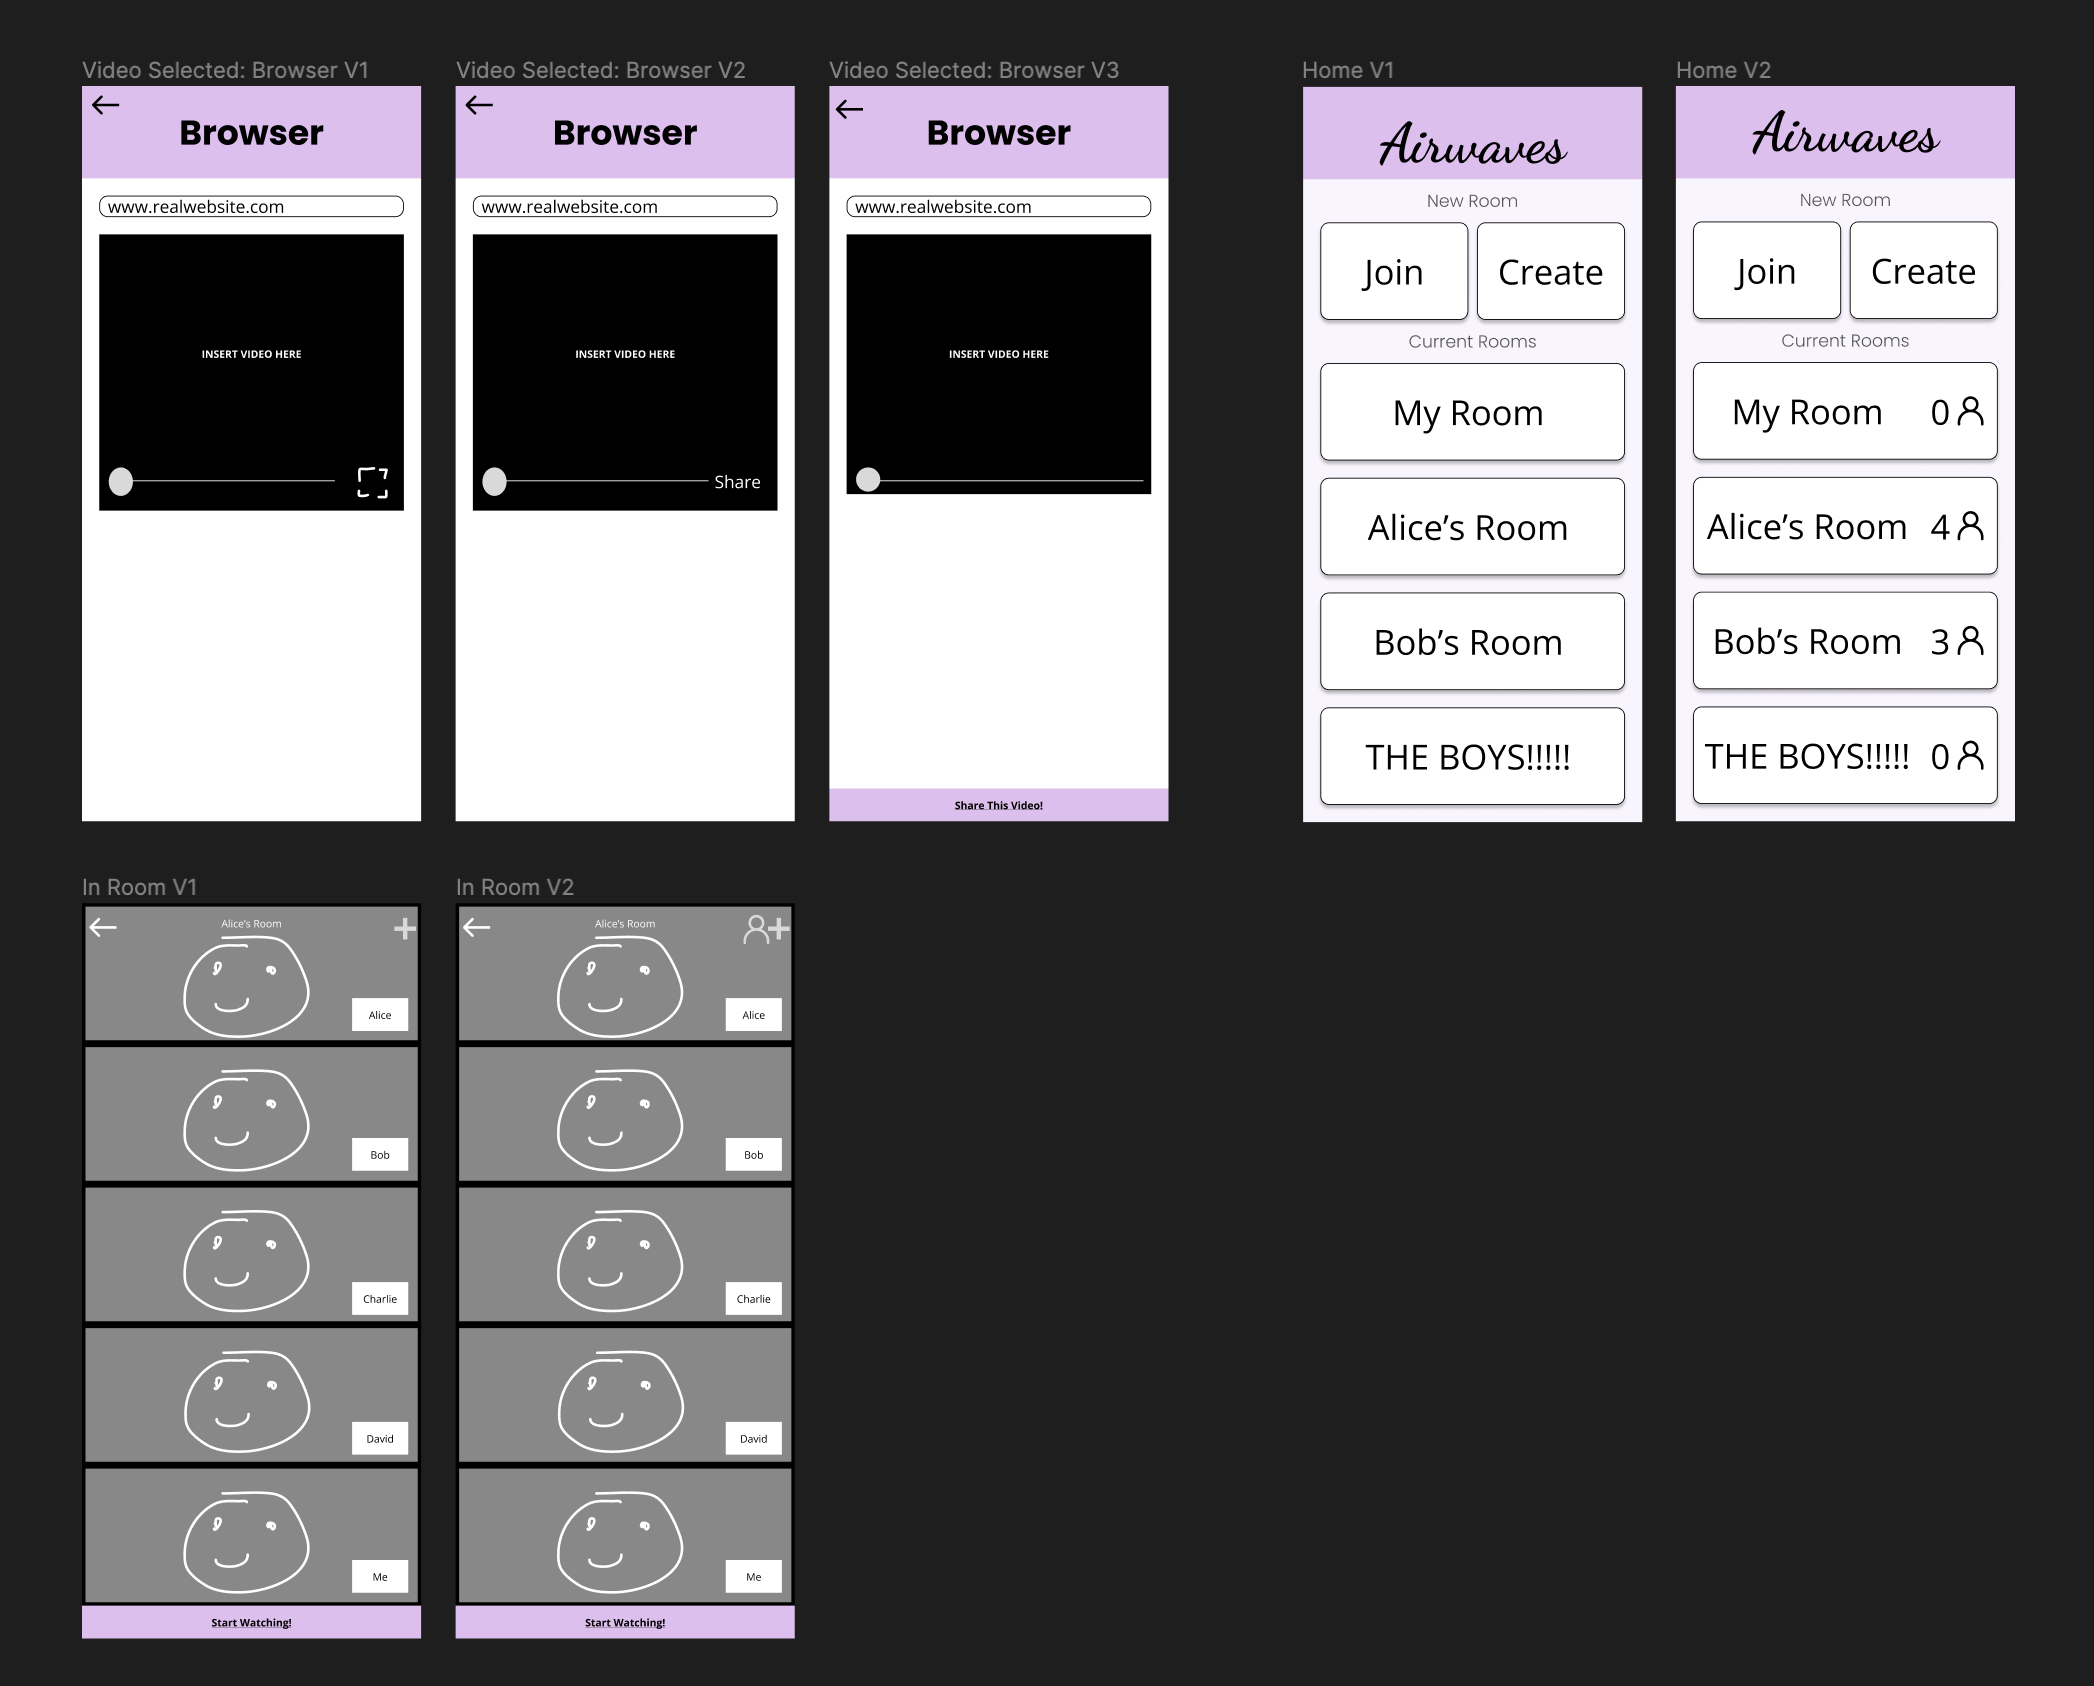 Video Selected: Browser V1
Browser
www.realwebsite.com
INSERT VIDEO HERE
Video Selected: Browser V2
Browser
www.realwebsite.com
INSERT VIDEO HERE
Share
Video Selected: Browser V3
Browser
www.realwebsite.com
INSERT VIDEO HERE
Share This Video!
Home V1
Airwaves
New Room
Join
Create
Current Rooms
My Room
Alice’s Room
Bob’s Room
THE BOYS!!!!!
Home V2
Airwaves
New Room
Join
Create
Current Rooms
My Room 0
Alice’s Room 4
Bob’s Room 3
THE BOYS!!!!! 0
In Room V1
Alice’s Room
Alice
Bob
Charlie
David
Me
Start Watching!
In Room V2
Alice’s Room
Alice
Bob
Charlie
David
Me
Start Watching!